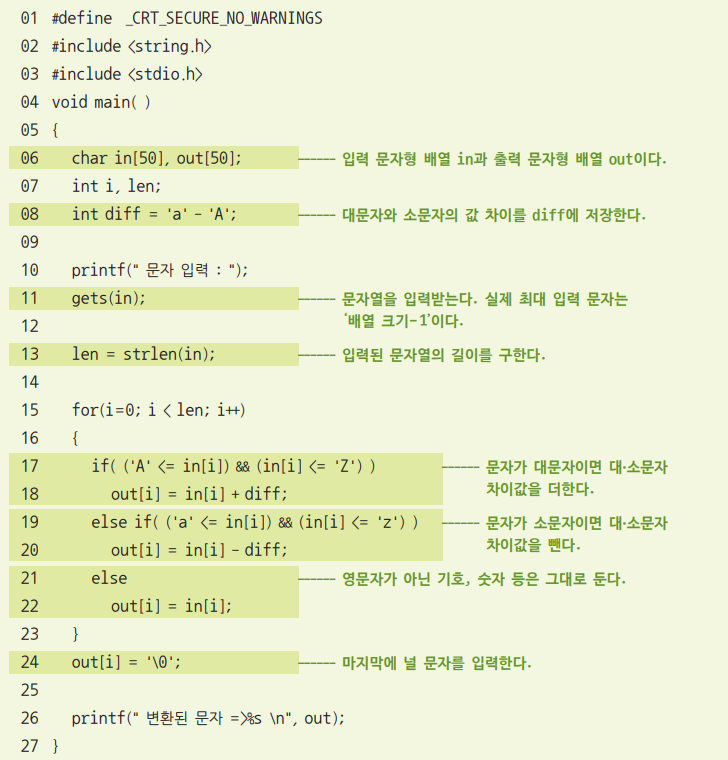 01 #define _CRT_SECURE_NO_WARNINGS
02 #include <string.h>
03 #include <stdio.h>
04 void main( )
05 {
06 char in[50], out[50]; 입력 문자형 배열 in과 출력 문자형 배열 out이다.
07 int i, len;
08 int diff = 'a' - 'A'; 대문자와 소문자의 값 차이를 diff에 저장한다.
09
10 printf(" 문자 입력 : ");
11 gets(in); 문자열을 입력받는다. 실제 최대 입력 문자는
12 '배열 크기-1'이다.
13 len = strlen(in); 입력된 문자열의 길이를 구한다.
14
15 for(i=0; i < len; i++)
16 {
17 if( ('A' <= in[i]) && (in[i] <= 'Z') ) 문자가 대문자이면 대·소문자
18 out[i] = in[i] + diff; 차이값을 더한다.
19 else if( ('a' <= in[i]) && (in[i] <= 'z') ) 문자가 소문자이면 대·소문자
20 out[i] = in[i] - diff; 차이값을 뺀다.
21 else 영문자가 아닌 기호, 숫자 등은 그대로 둔다.
22 out[i] = in[i];
23 }
24 out[i] = '\0'; 마지막에 널 문자를 입력한다.
25
26 printf(" 변환된 문자 =>%s \n", out);
27 }